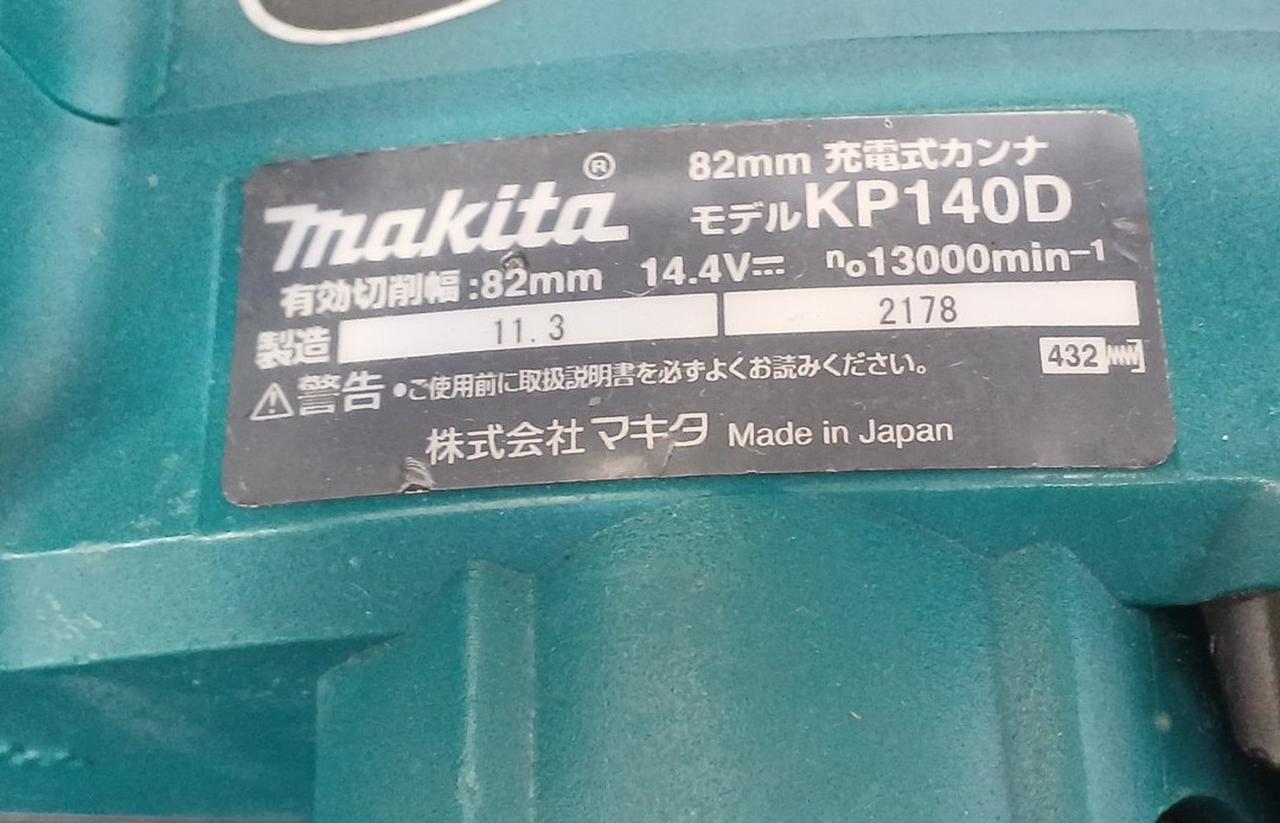 makita®
82mm 充電式カンナ
モデル KP140D
有効切削幅:82mm 14.4V⎓ n₀13000min⁻¹
製造 11.3 2178
⚠警告 •ご使用前に取扱説明書を必ずよくお読みください。 432
株式会社マキタ Made in Japan